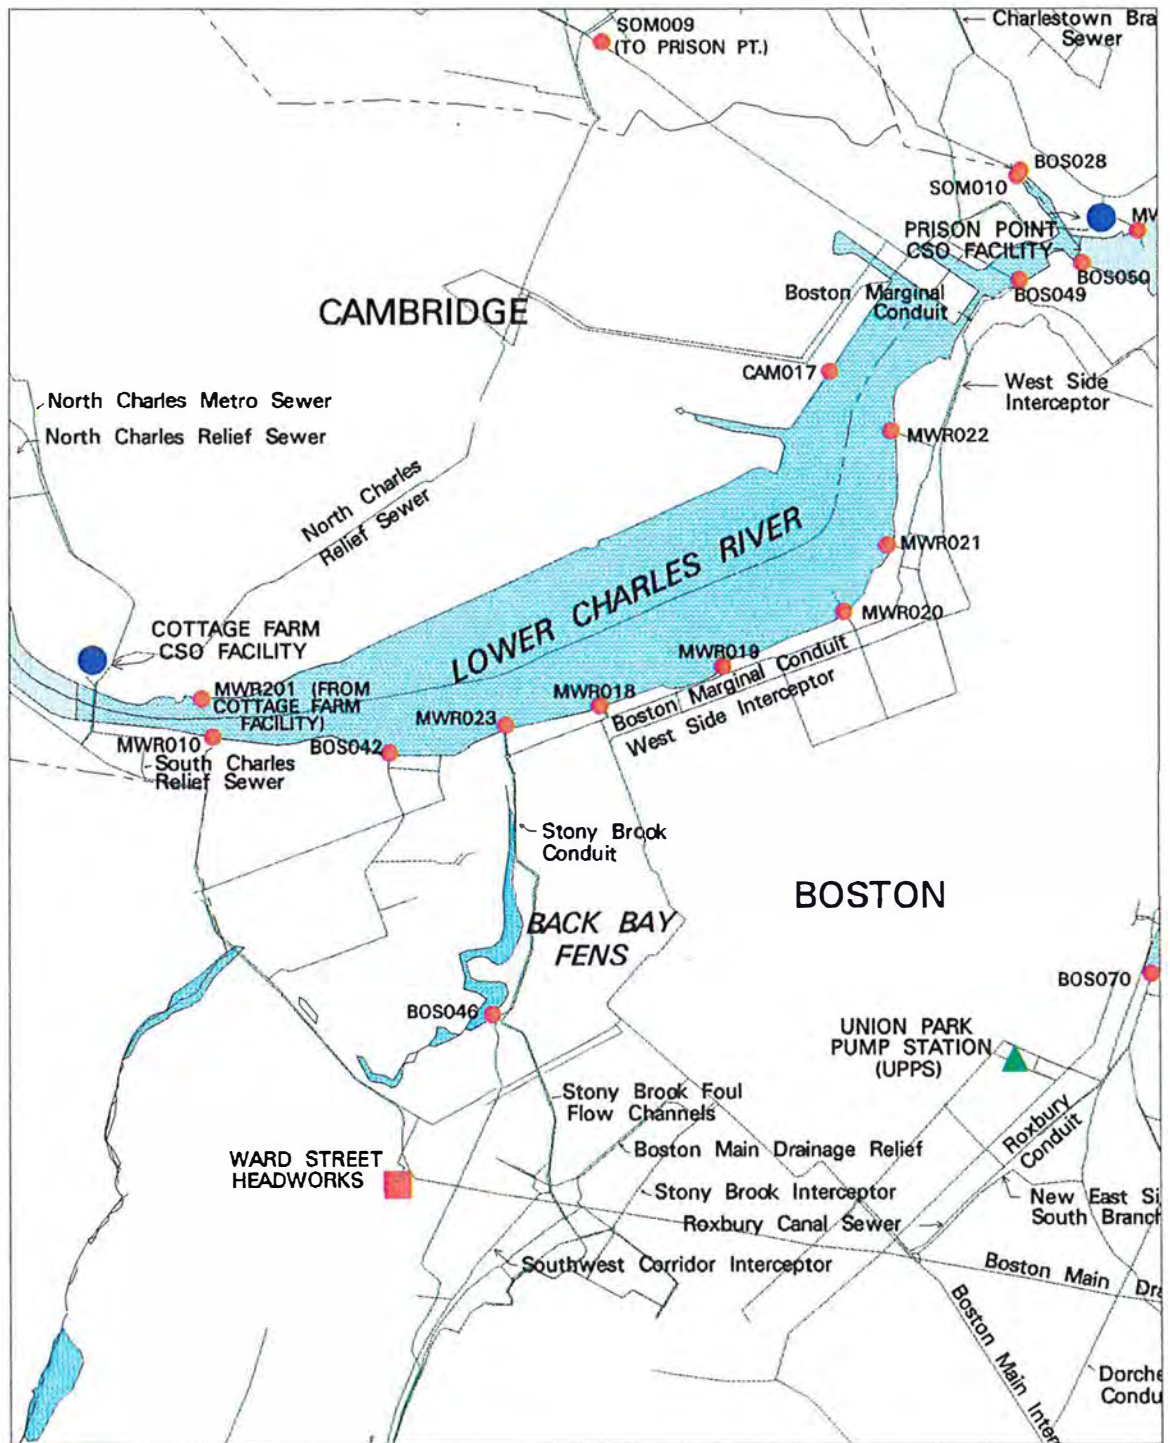 SOM009
(TO PRISON PT.)
Charlestown Bra
Sewer
BOS028
SOM010
PRISON POINT
CSO FACILITY
MW
BOS050
BOS049
Boston Marginal
Conduit
CAMBRIDGE
CAM017
West Side
Interceptor
North Charles Metro Sewer
North Charles Relief Sewer
MWR022
North Charles
Relief Sewer
MWR021
LOWER CHARLES RIVER
MWR020
COTTAGE FARM
CSO FACILITY
MWR019
MWR201 (FROM
COTTAGE FARM
FACILITY)
MWR018
Boston Marginal Conduit
West Side Interceptor
MWR023
MWR010
BOS042
South Charles
Relief Sewer
Stony Brook
Conduit
BOSTON
BACK BAY
FENS
BOS070
BOS046
UNION PARK
PUMP STATION
(UPPS)
Stony Brook Foul
Flow Channels
Roxbury
Conduit
Boston Main Drainage Relief
WARD STREET
HEADWORKS
Stony Brook Interceptor
New East Si
South Branch
Roxbury Canal Sewer
Southwest Corridor Interceptor
Boston Main Dra
Boston Main Inter
Dorche
Condu